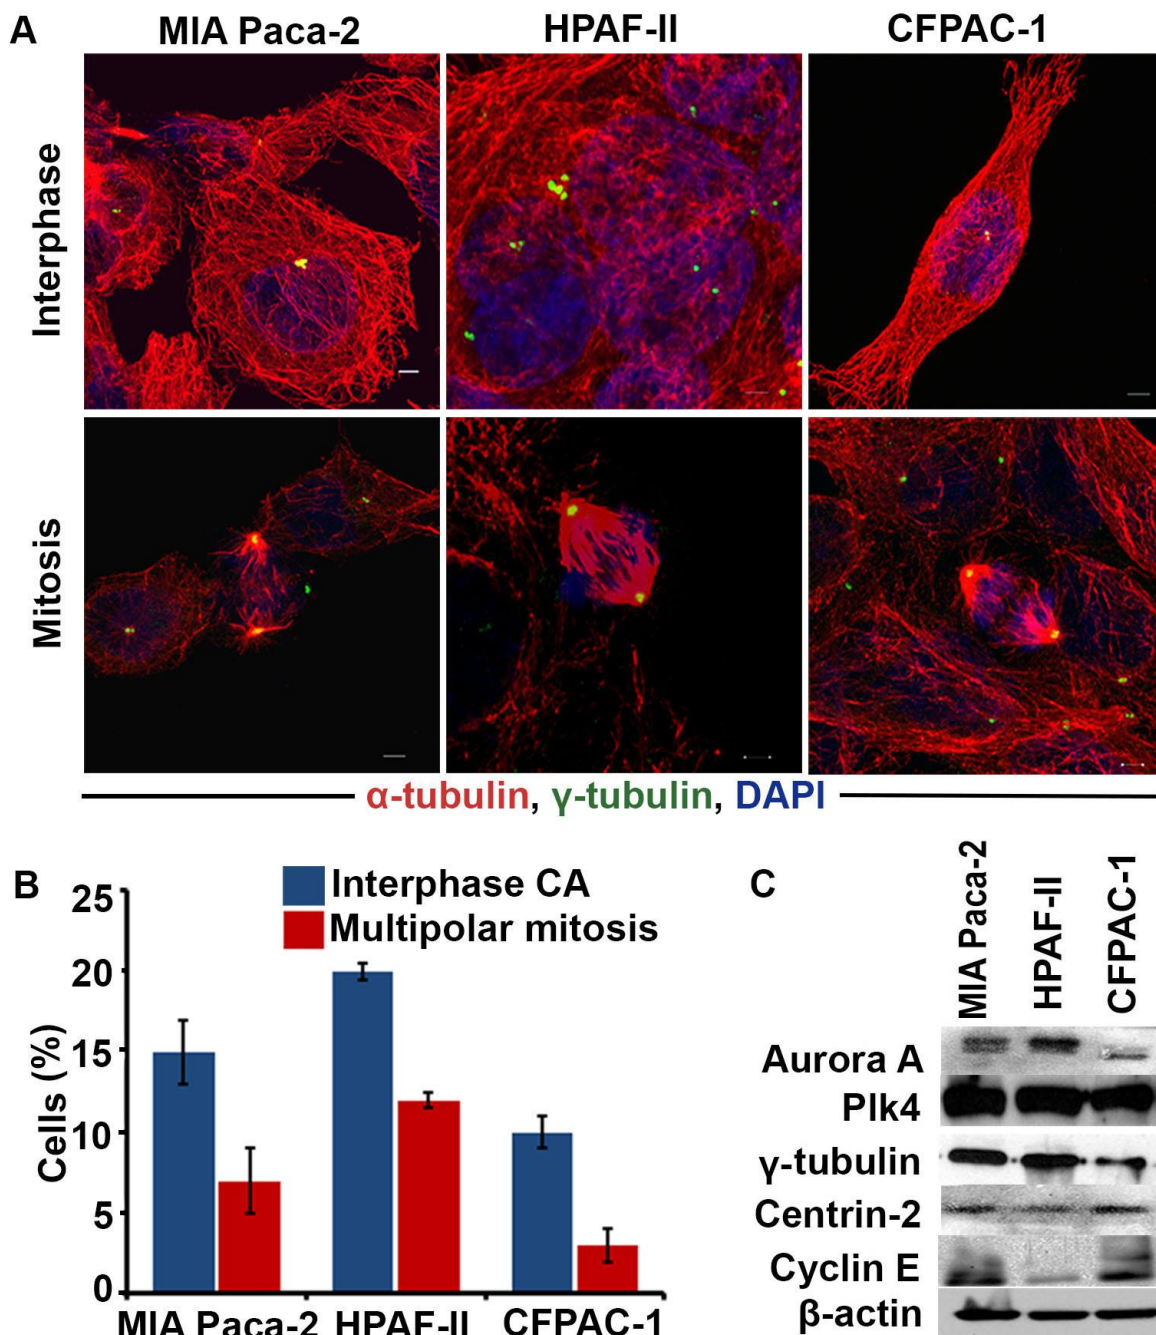 A
MIA Paca-2 HPAF-II CFPAC-1
Interphase
Mitosis
α-tubulin, γ-tubulin, DAPI
B
Interphase CA
Multipolar mitosis
Cells (%)
25
20
15
10
5
0
MIA Paca-2 HPAF-II CFPAC-1
C
MIA Paca-2 HPAF-II CFPAC-1
Aurora A
Plk4
γ-tubulin
Centrin-2
Cyclin E
β-actin